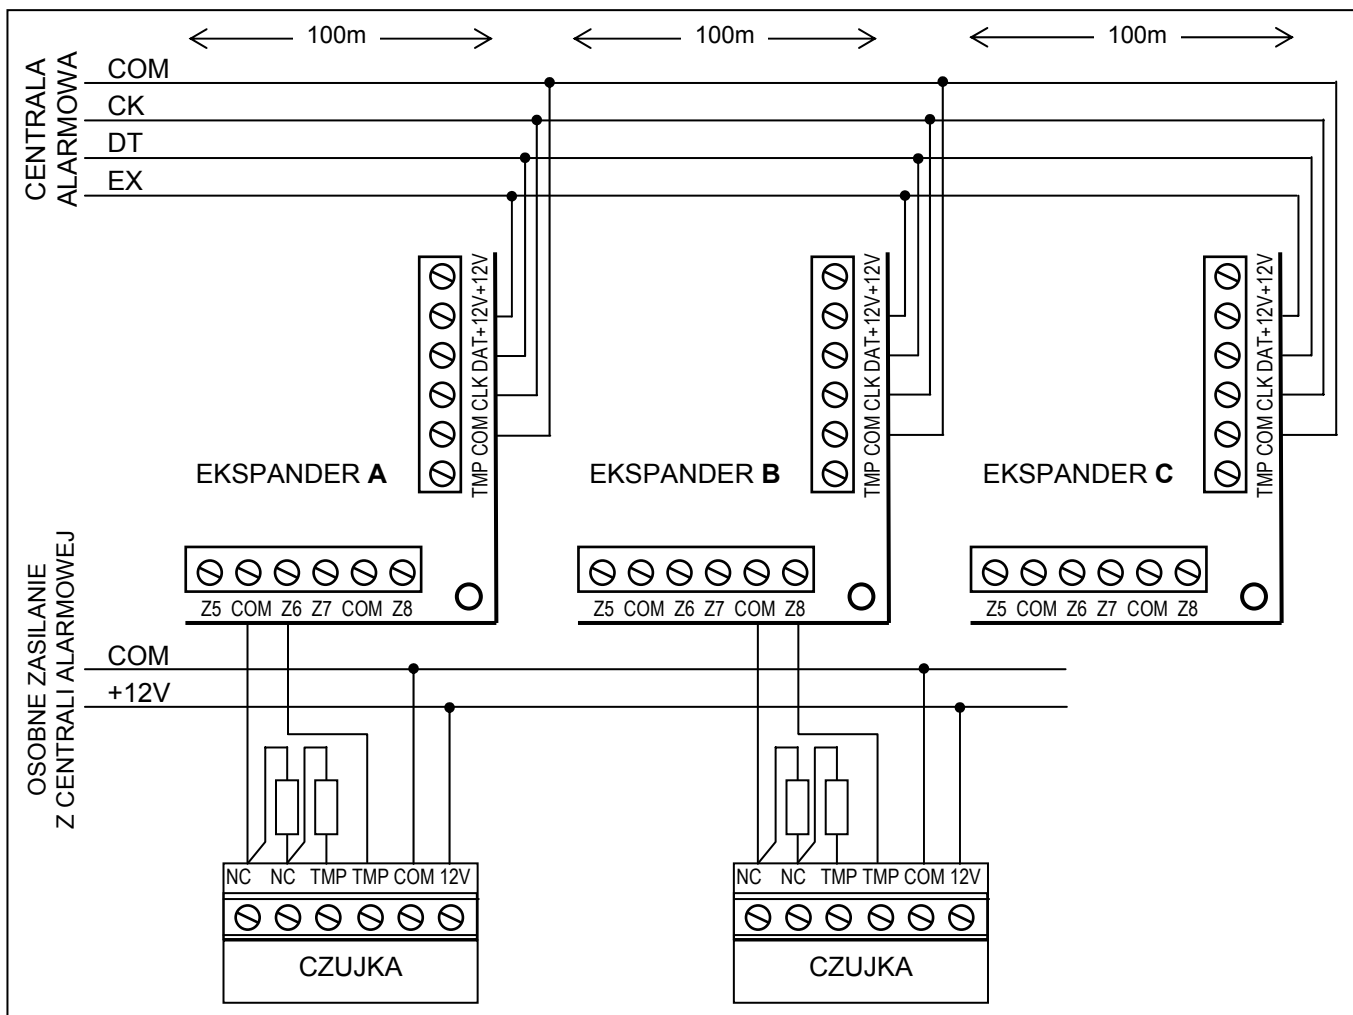 100m
100m
100m
CENTRALA
ALARMOWA
COM
CK
DT
EX
TMP COM CLK DAT+12V+12V
TMP COM CLK DAT+12V+12V
TMP COM CLK DAT+12V+12V
EKSPANDER A
EKSPANDER B
EKSPANDER C
Z5 COM Z6 Z7 COM Z8
Z5 COM Z6 Z7 COM Z8
Z5 COM Z6 Z7 COM Z8
OSOBNE ZASILANIE
Z CENTRALI ALARMOWEJ
COM
+12V
NC NC TMP TMP COM 12V
NC NC TMP TMP COM 12V
CZUJKA
CZUJKA